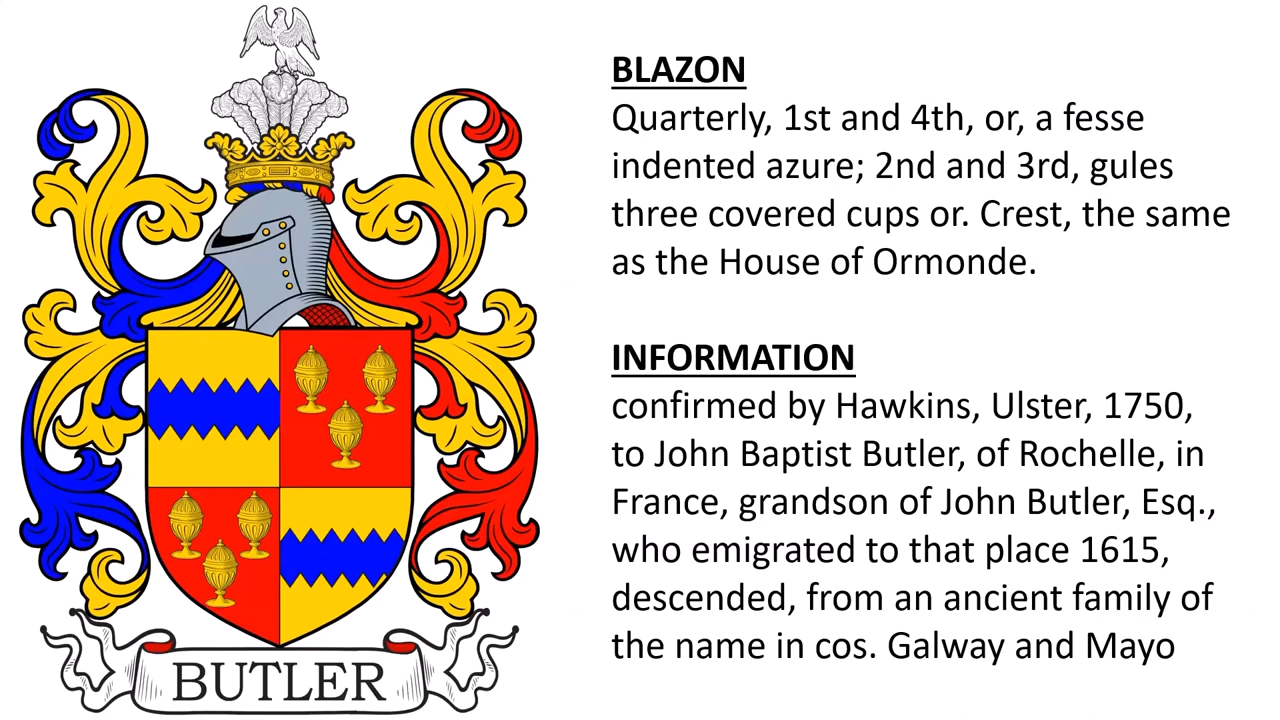 BUTLER
BLAZON
Quarterly, 1st and 4th, or, a fesse
indented azure; 2nd and 3rd, gules
three covered cups or. Crest, the same
as the House of Ormonde.
INFORMATION
confirmed by Hawkins, Ulster, 1750,
to John Baptist Butler, of Rochelle, in
France, grandson of John Butler, Esq.,
who emigrated to that place 1615,
descended, from an ancient family of
the name in cos. Galway and Mayo